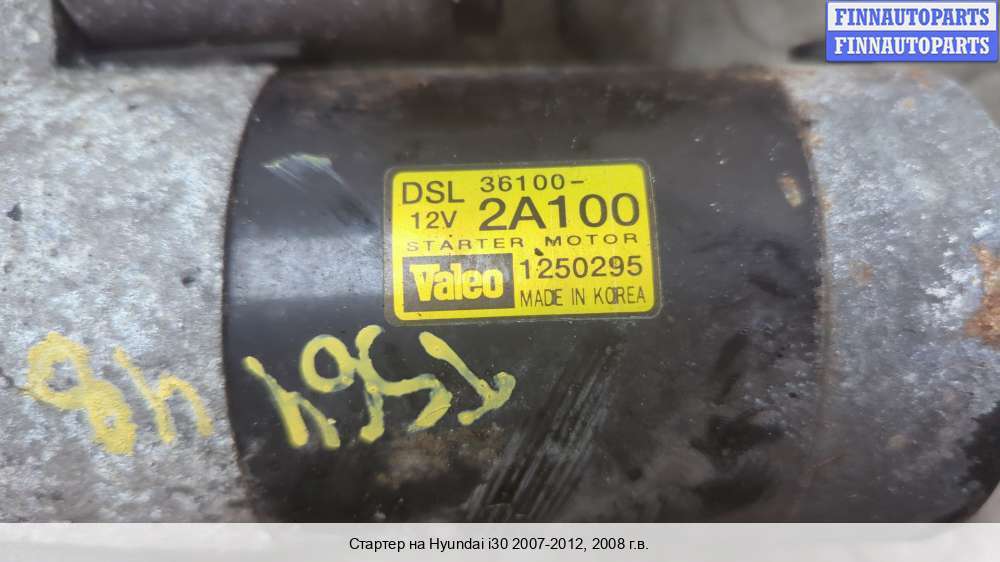 FINNAUTOPARTS
FINNAUTOPARTS
DSL 36100-
12V 2A100
STARTER MOTOR
Valeo 1250295
MADE IN KOREA
Стартер на Hyundai i30 2007-2012, 2008 г.в.